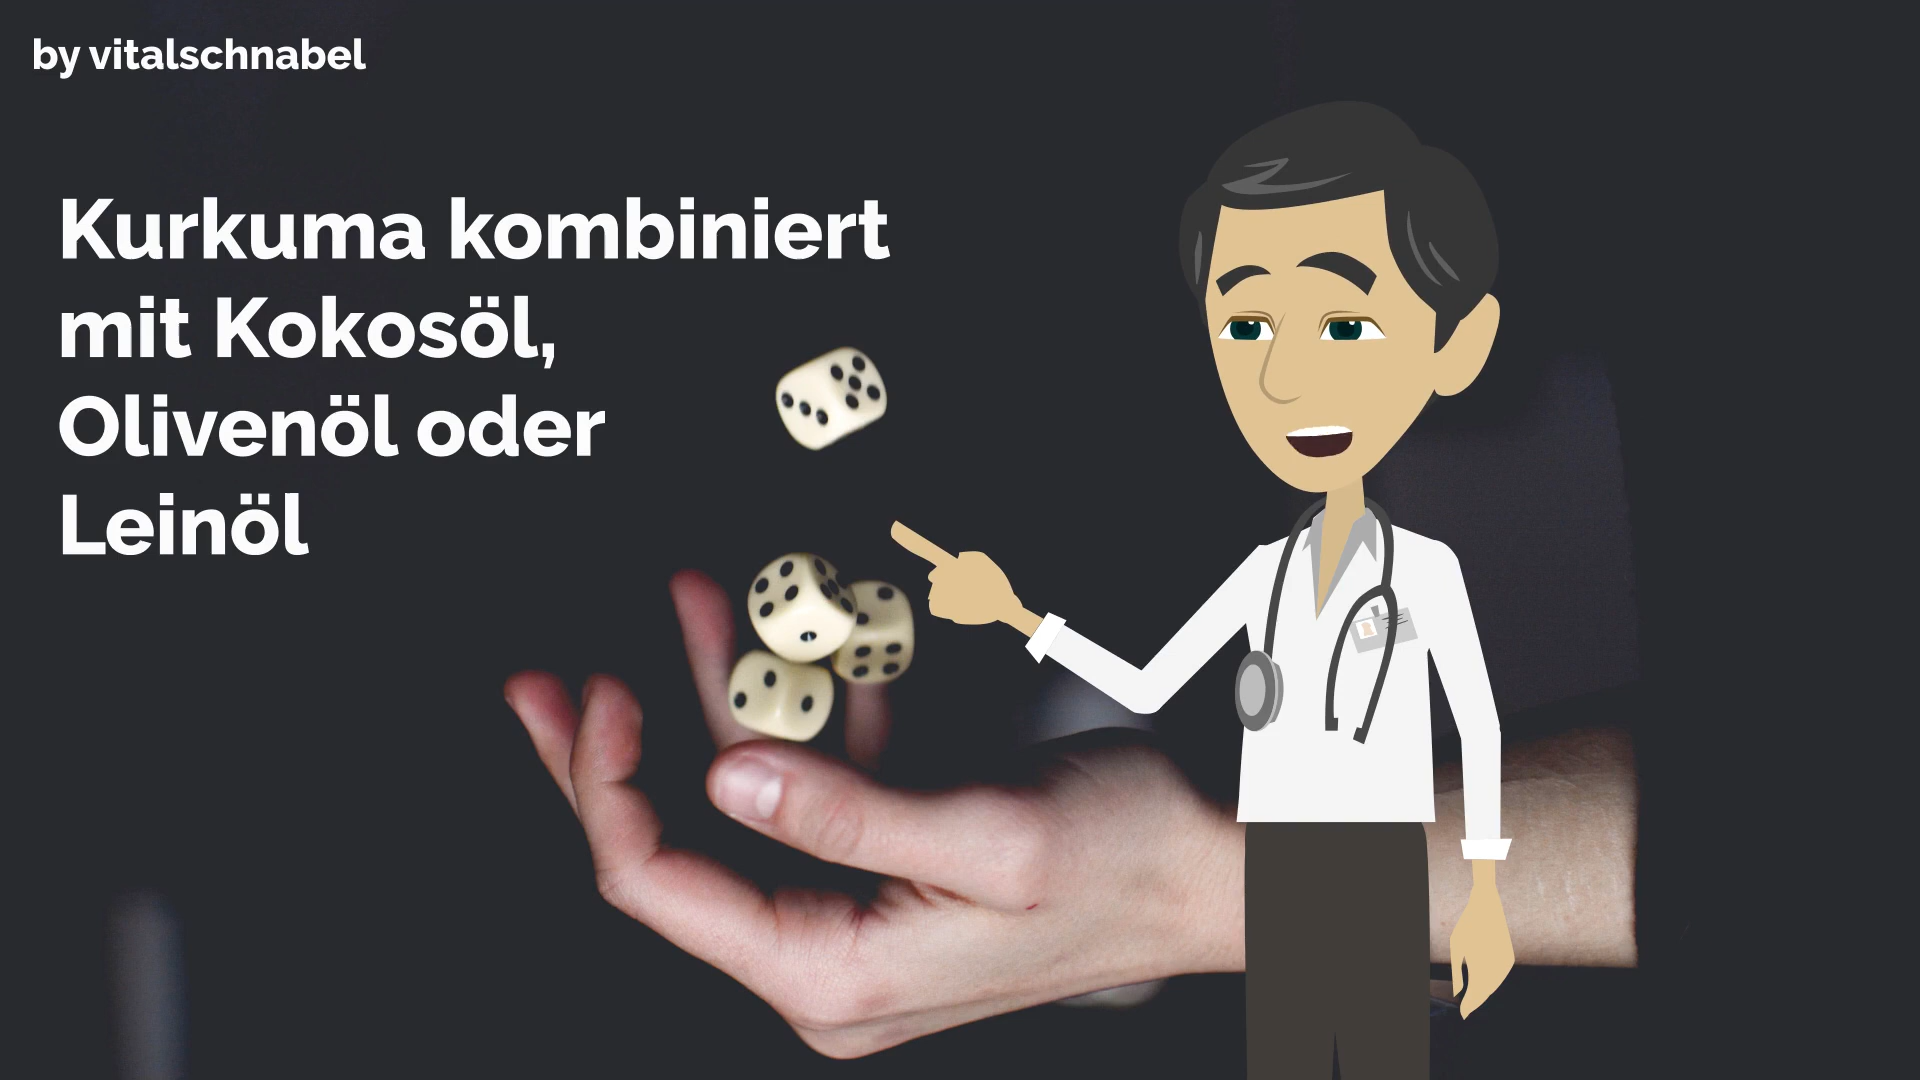 by vitalschnabel
Kurkuma kombiniert
mit Kokosöl,
Olivenöl oder
Leinöl